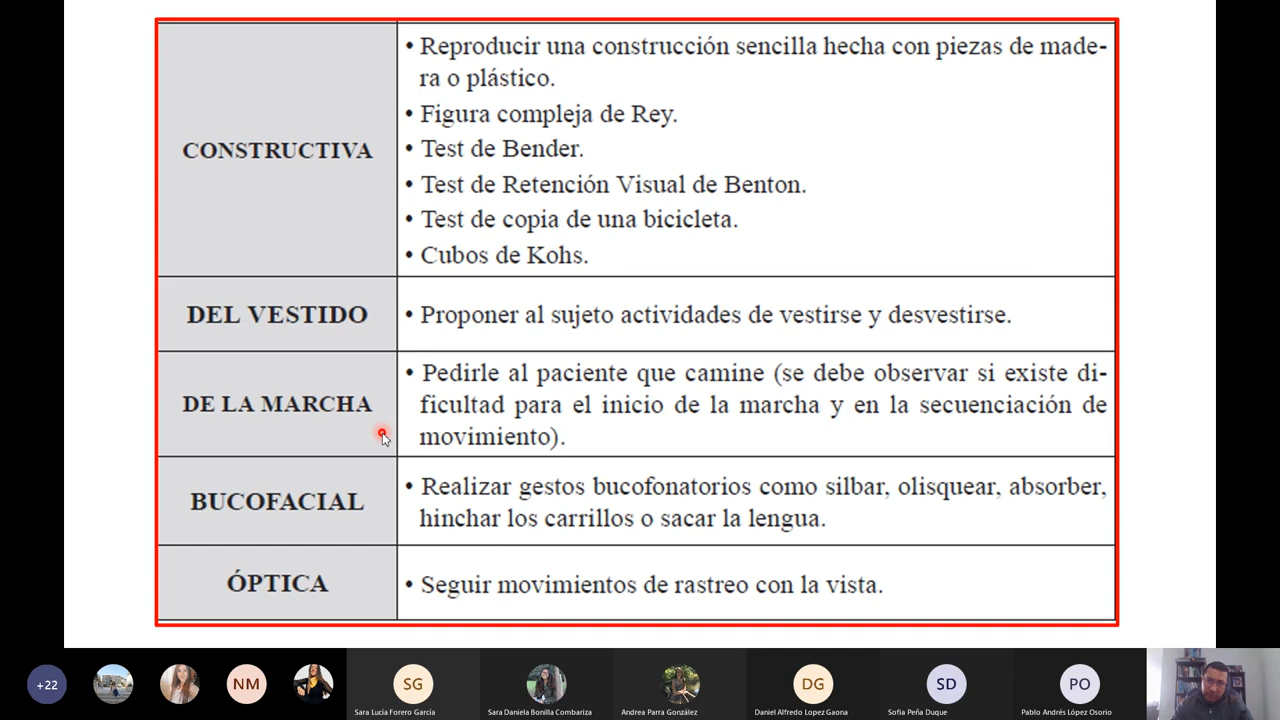 CONSTRUCTIVA
• Reproducir una construcción sencilla hecha con piezas de made-
ra o plástico.
• Figura compleja de Rey.
• Test de Bender.
• Test de Retención Visual de Benton.
• Test de copia de una bicicleta.
• Cubos de Kohs.
DEL VESTIDO
• Proponer al sujeto actividades de vestirse y desvestirse.
DE LA MARCHA
• Pedirle al paciente que camine (se debe observar si existe di-
ficultad para el inicio de la marcha y en la secuenciación de
movimiento).
BUCOFACIAL
• Realizar gestos bucofonatorios como silbar, olisquear, absorber,
hinchar los carrillos o sacar la lengua.
ÓPTICA
• Seguir movimientos de rastreo con la vista.
+22
NM
SG
DG
SD
PO
Sara Lucía Forero García
Sara Daniela Bonilla Combariza
Andrea Parra González
Daniel Alfredo Lopez Gaona
Sofia Peña Duque
Pablo Andrés López Osorio